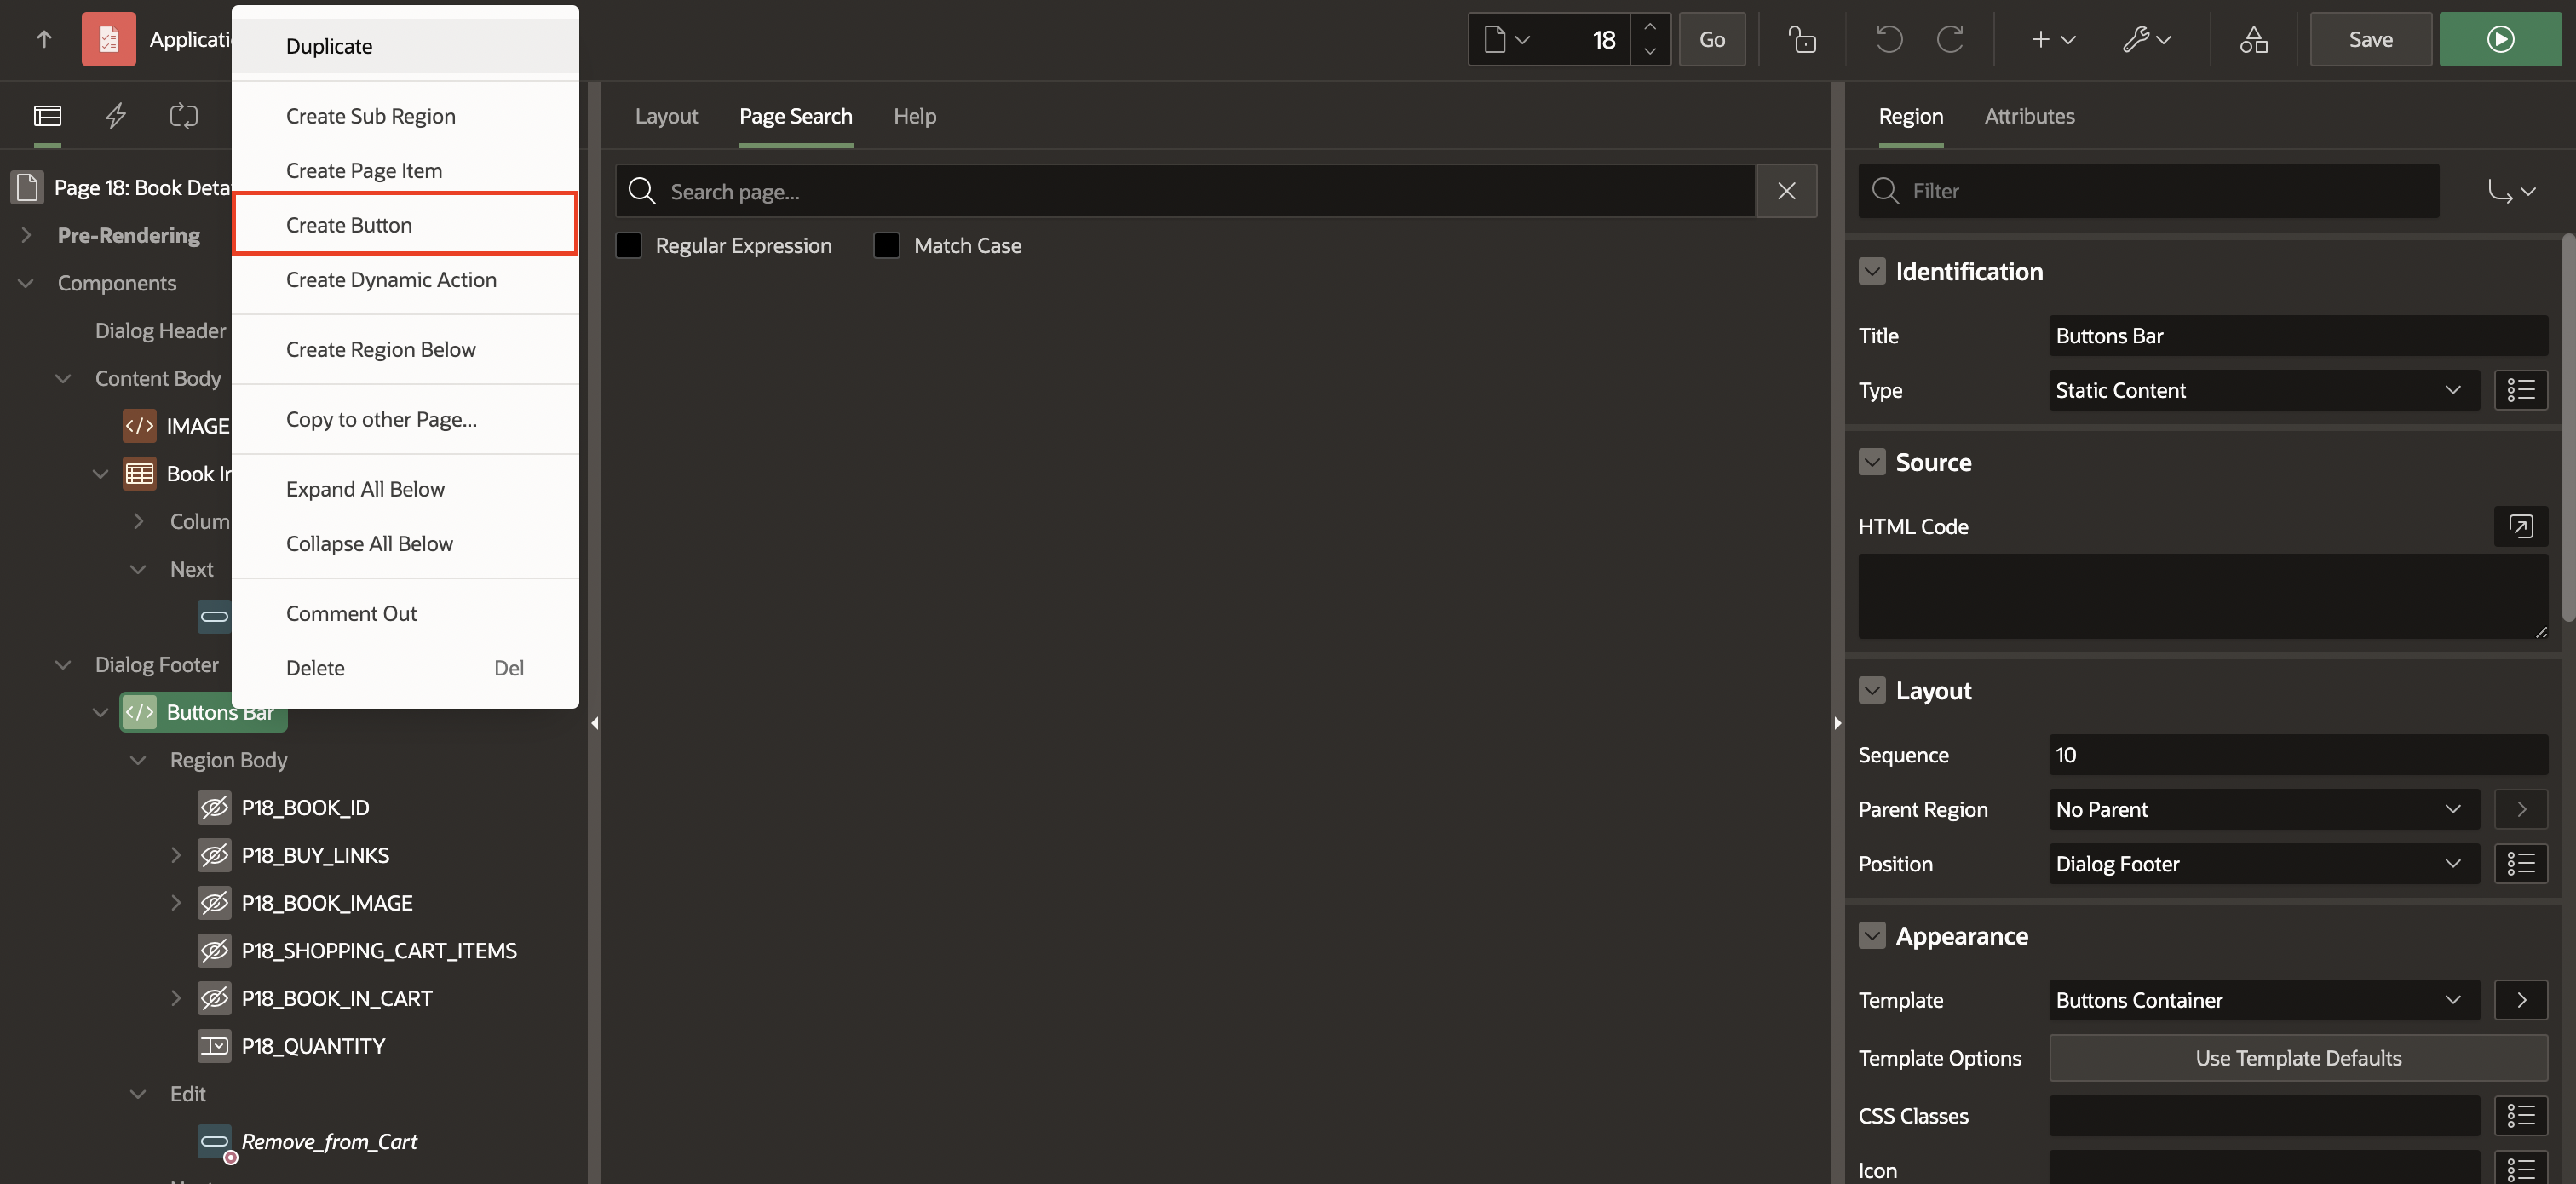 Applicati
18
Go
Save
Duplicate
Create Sub Region
Create Page Item
Create Button
Create Dynamic Action
Create Region Below
Copy to other Page...
Expand All Below
Collapse All Below
Comment Out
Delete Del
Page 18: Book Deta
Pre-Rendering
Components
Dialog Header
Content Body
IMAGE
Book In
Colum
Next
Dialog Footer
Buttons Bar
Region Body
P18_BOOK_ID
P18_BUY_LINKS
P18_BOOK_IMAGE
P18_SHOPPING_CART_ITEMS
P18_BOOK_IN_CART
P18_QUANTITY
Edit
Remove_from_Cart
Layout Page Search Help
Search page...
Regular Expression Match Case
Region Attributes
Filter
Identification
Title Buttons Bar
Type Static Content
Source
HTML Code
Layout
Sequence 10
Parent Region No Parent
Position Dialog Footer
Appearance
Template Buttons Container
Template Options Use Template Defaults
CSS Classes
Icon